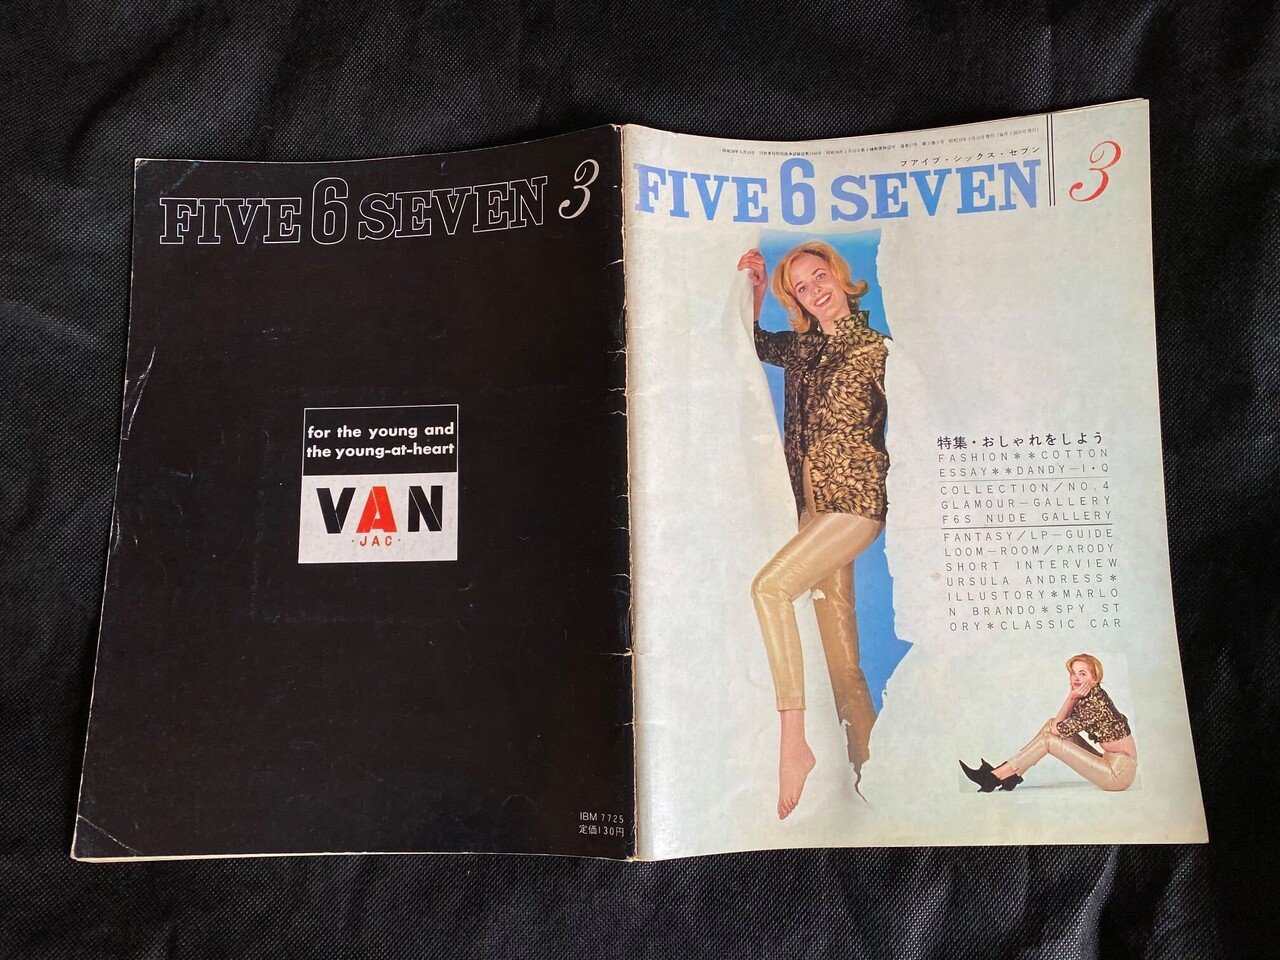 FIVE 6 SEVEN 3
for the young and
the young-at-heart
VAN
·JAC·
IBM 7725
定価130円
フアイブ・シックス・セブン
FIVE 6 SEVEN 3
特集・おしゃれをしよう
FASHION**COTTON
ESSAY**DANDY—I・Q
COLLECTION/NO.4
GLAMOUR—GALLERY
F6S NUDE GALLERY
FANTASY/LP—GUIDE
LOOM—ROOM/PARODY
SHORT INTERVIEW
URSULA ANDRESS*
ILLUSTORY*MARLO
N BRANDO*SPY ST
ORY*CLASSIC CAR